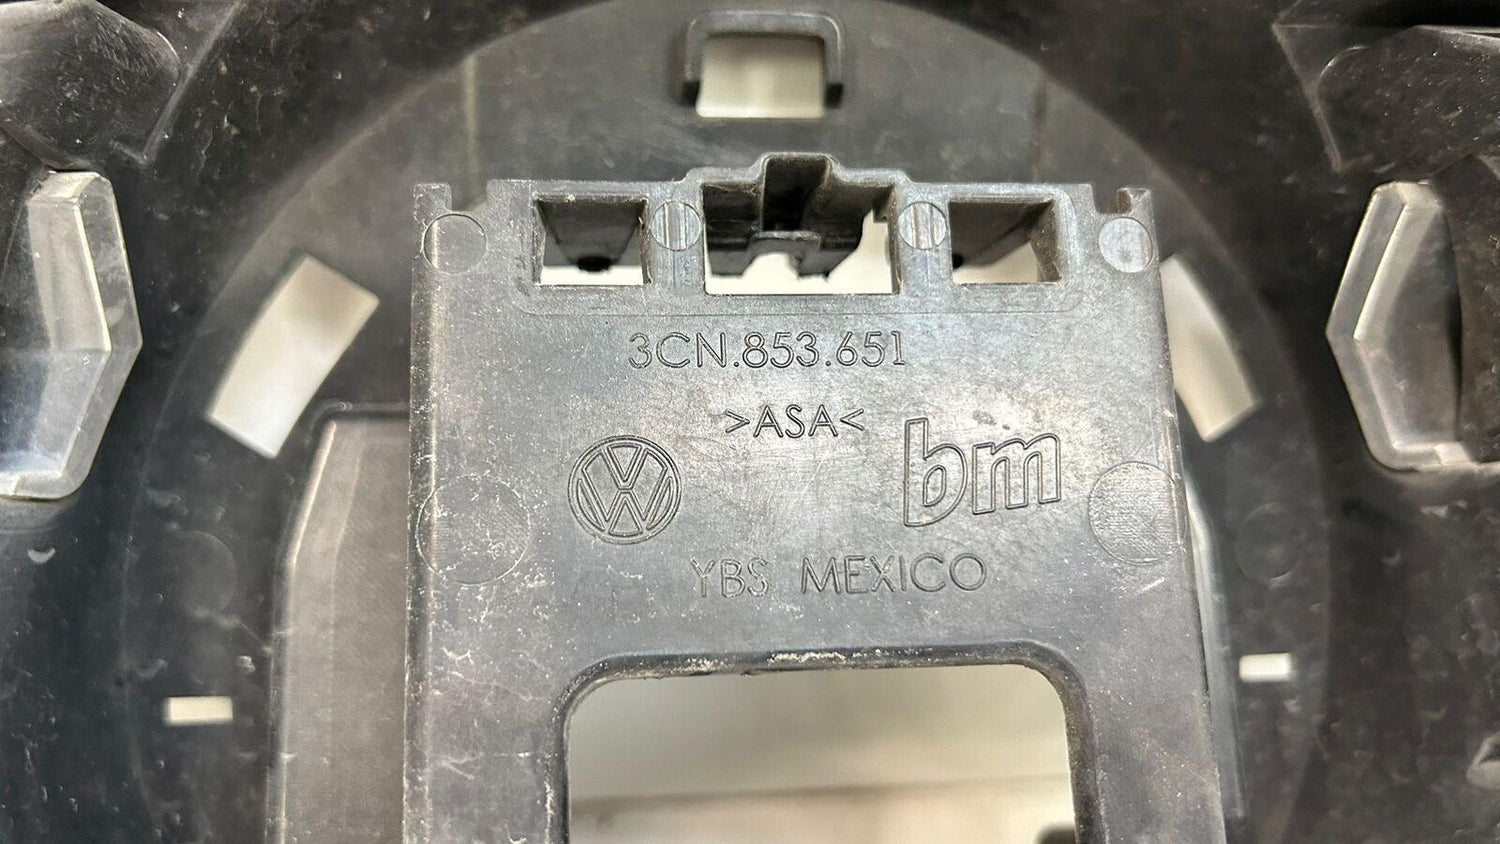 3CN.853.651
>ASA<
bm
YBS MEXICO